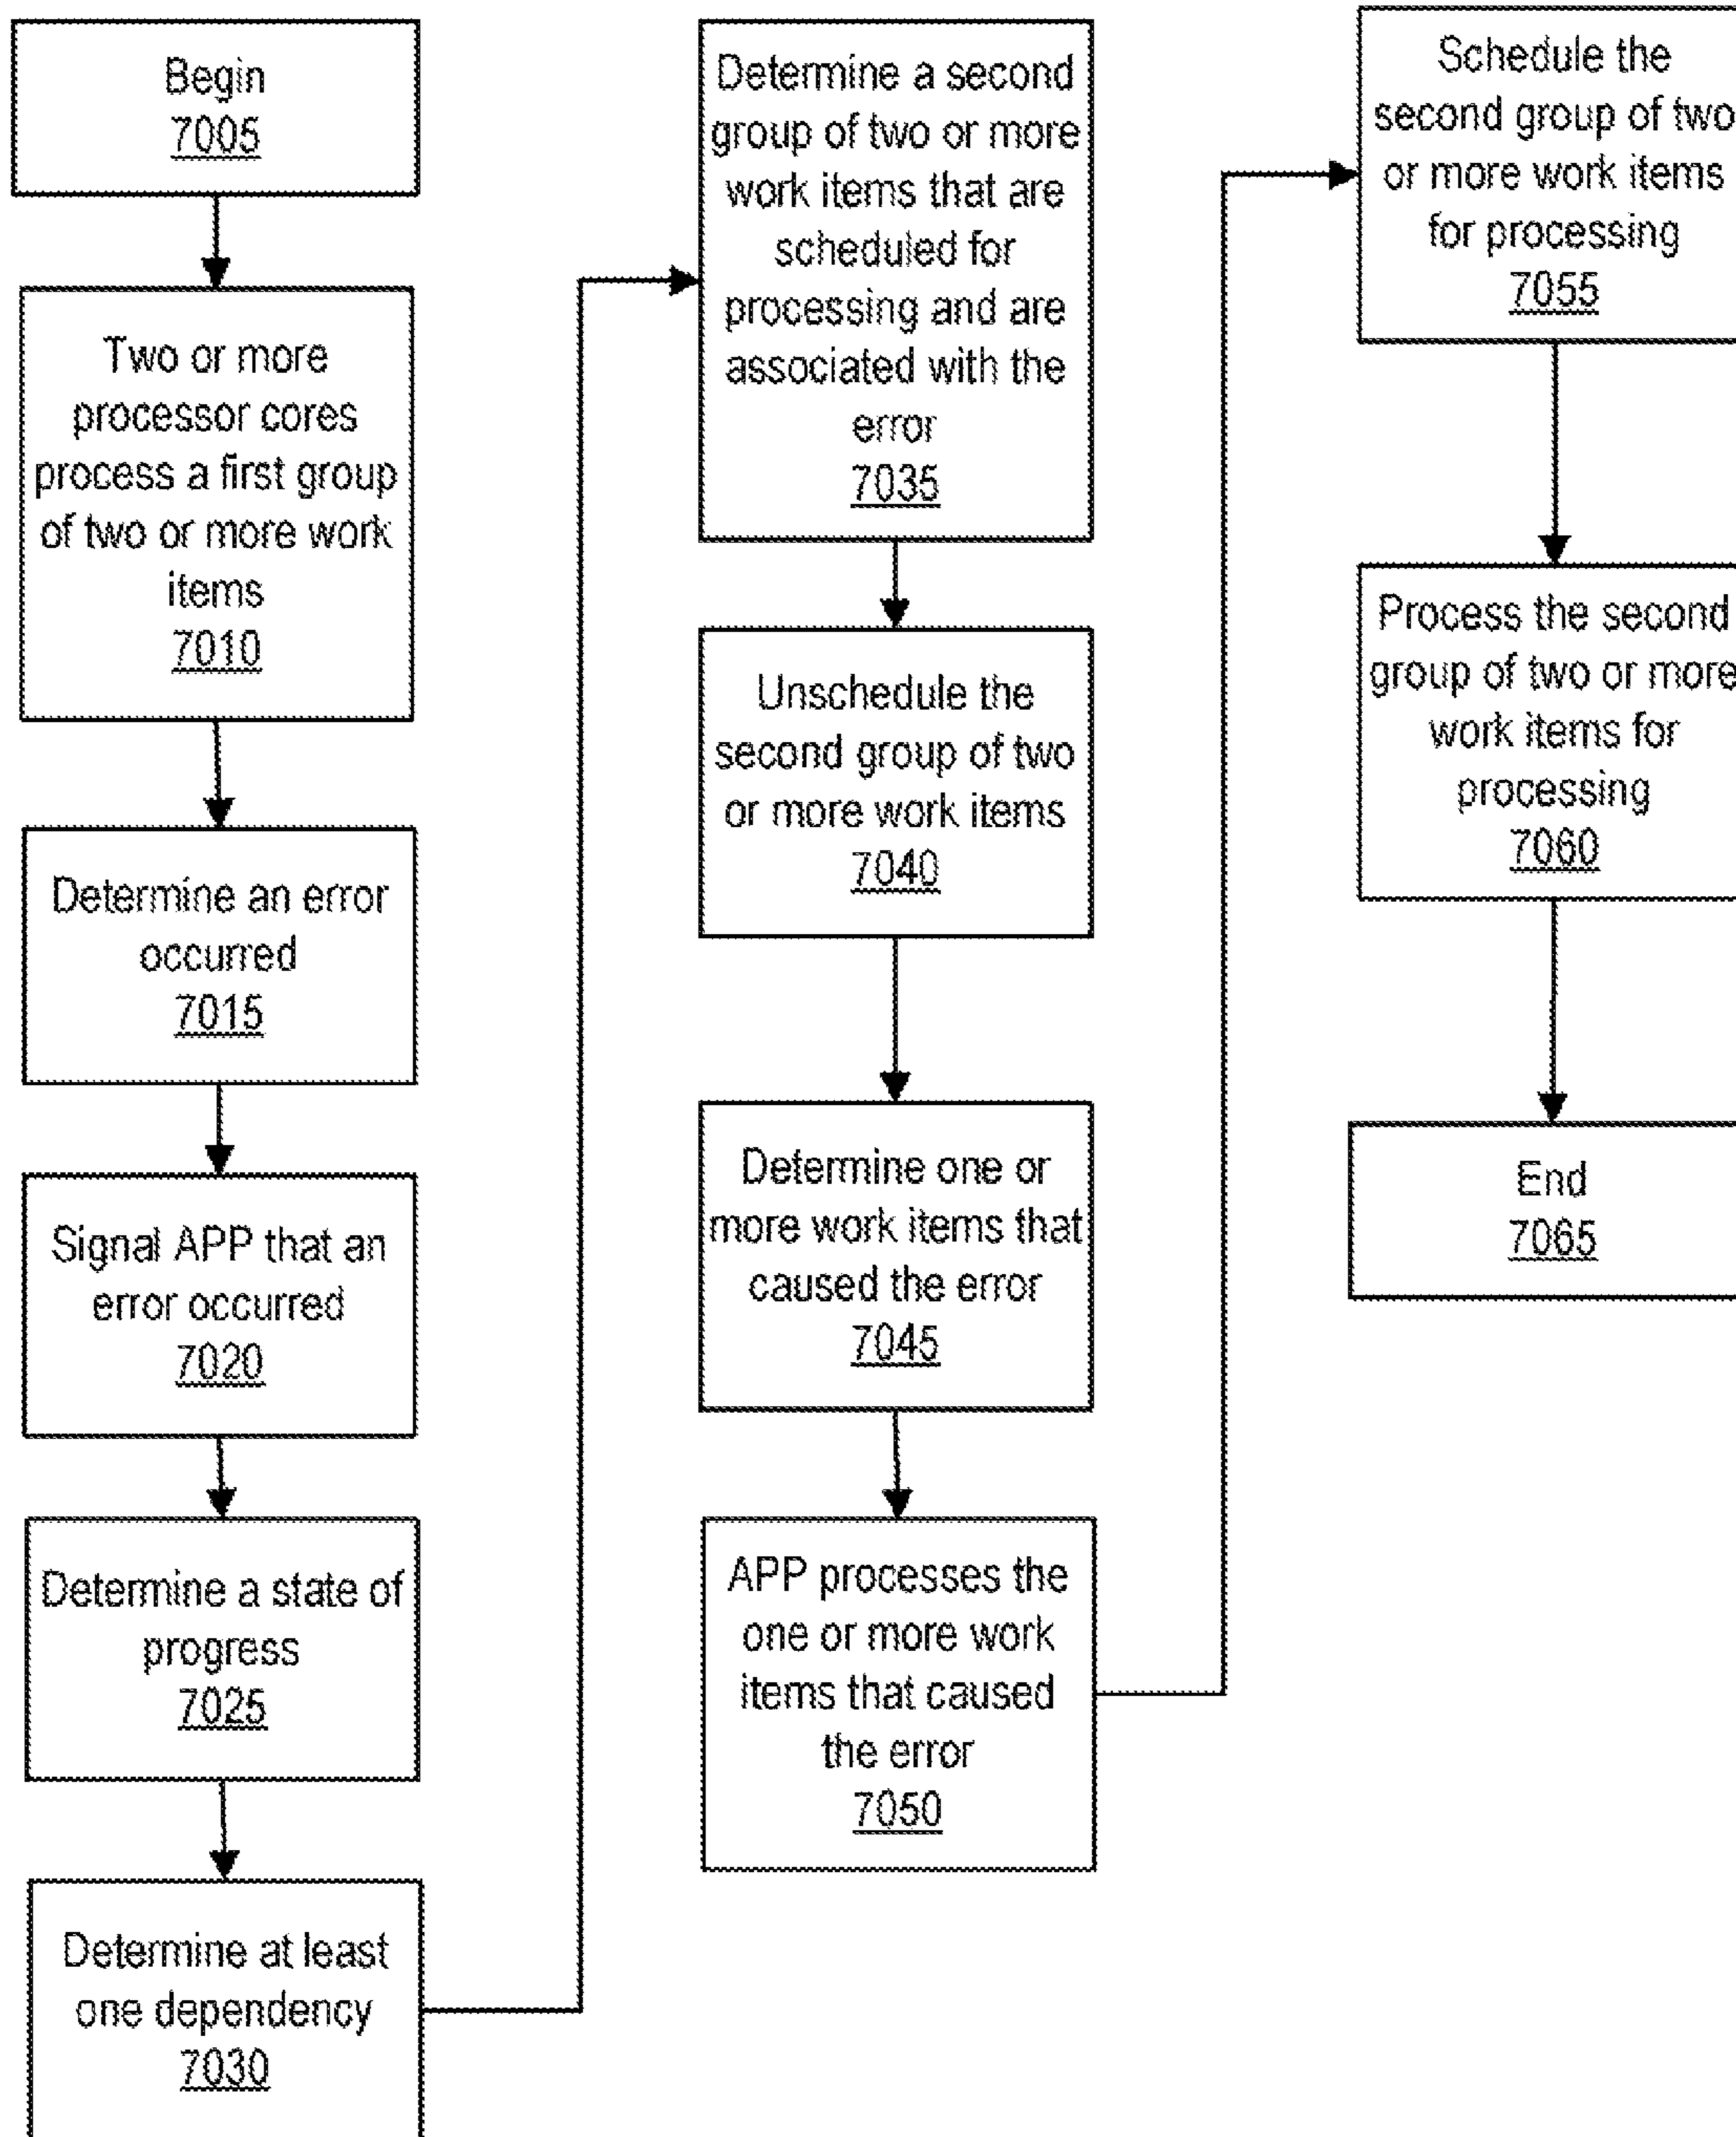 Begin
7005
Two or more
processor cores
process a first group
of two or more work
items
7010
Determine an error
occurred
7015
Signal APP that an
error occurred
7020
Determine a state of
progress
7025
Determine at least
one dependency
7030
Determine a second
group of two or more
work items that are
scheduled for
processing and are
associated with the
error
7035
Unschedule the
second group of two
or more work items
7040
Determine one or
more work items that
caused the error
7045
APP processes the
one or more work
items that caused
the error
7050
Schedule the
second group of two
or more work items
for processing
7055
Process the second
group of two or more
work items for
processing
7060
End
7065